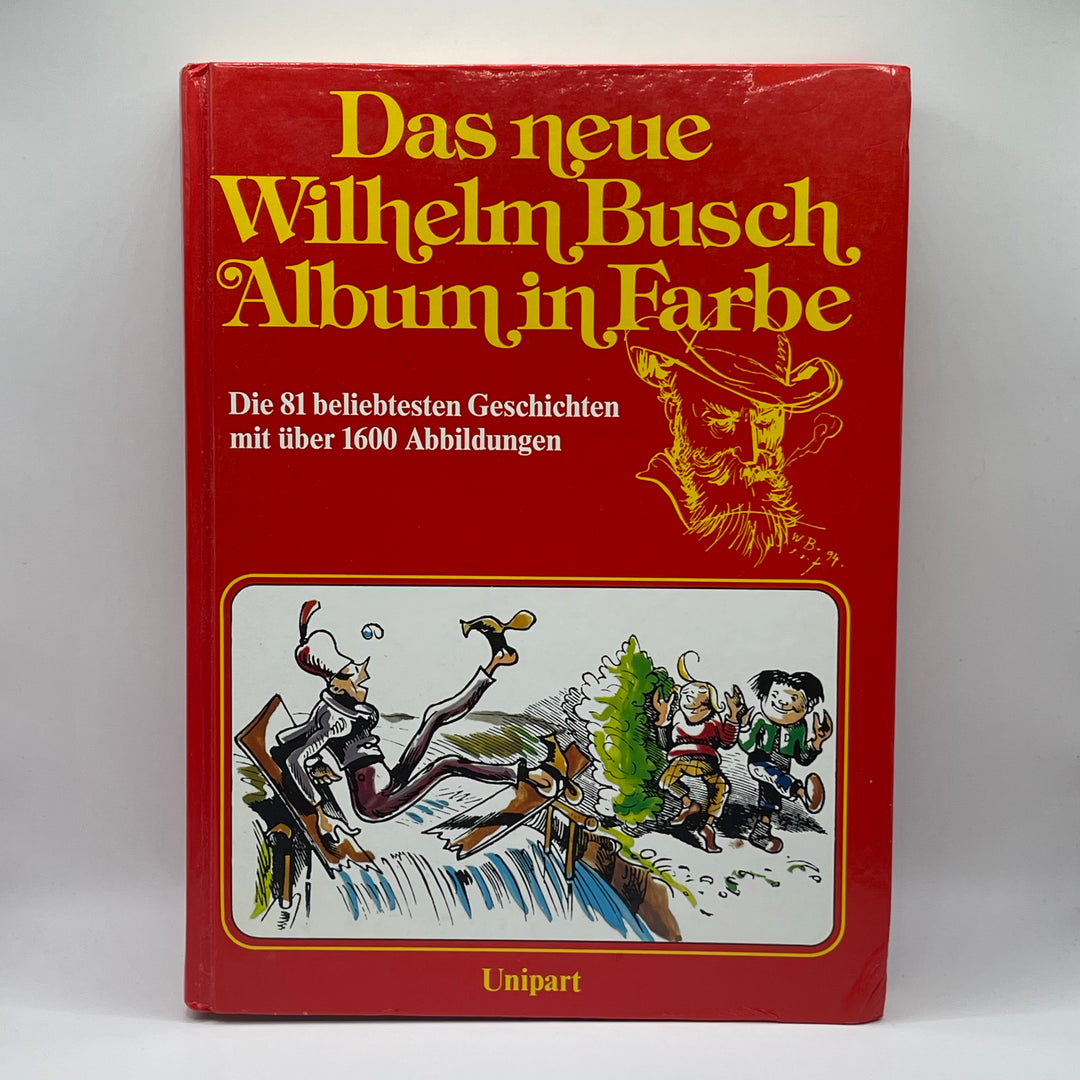 Das neue
Wilhelm Busch
Album in Farbe
Die 81 beliebtesten Geschichten
mit über 1600 Abbildungen
W B. 94.
Unipart